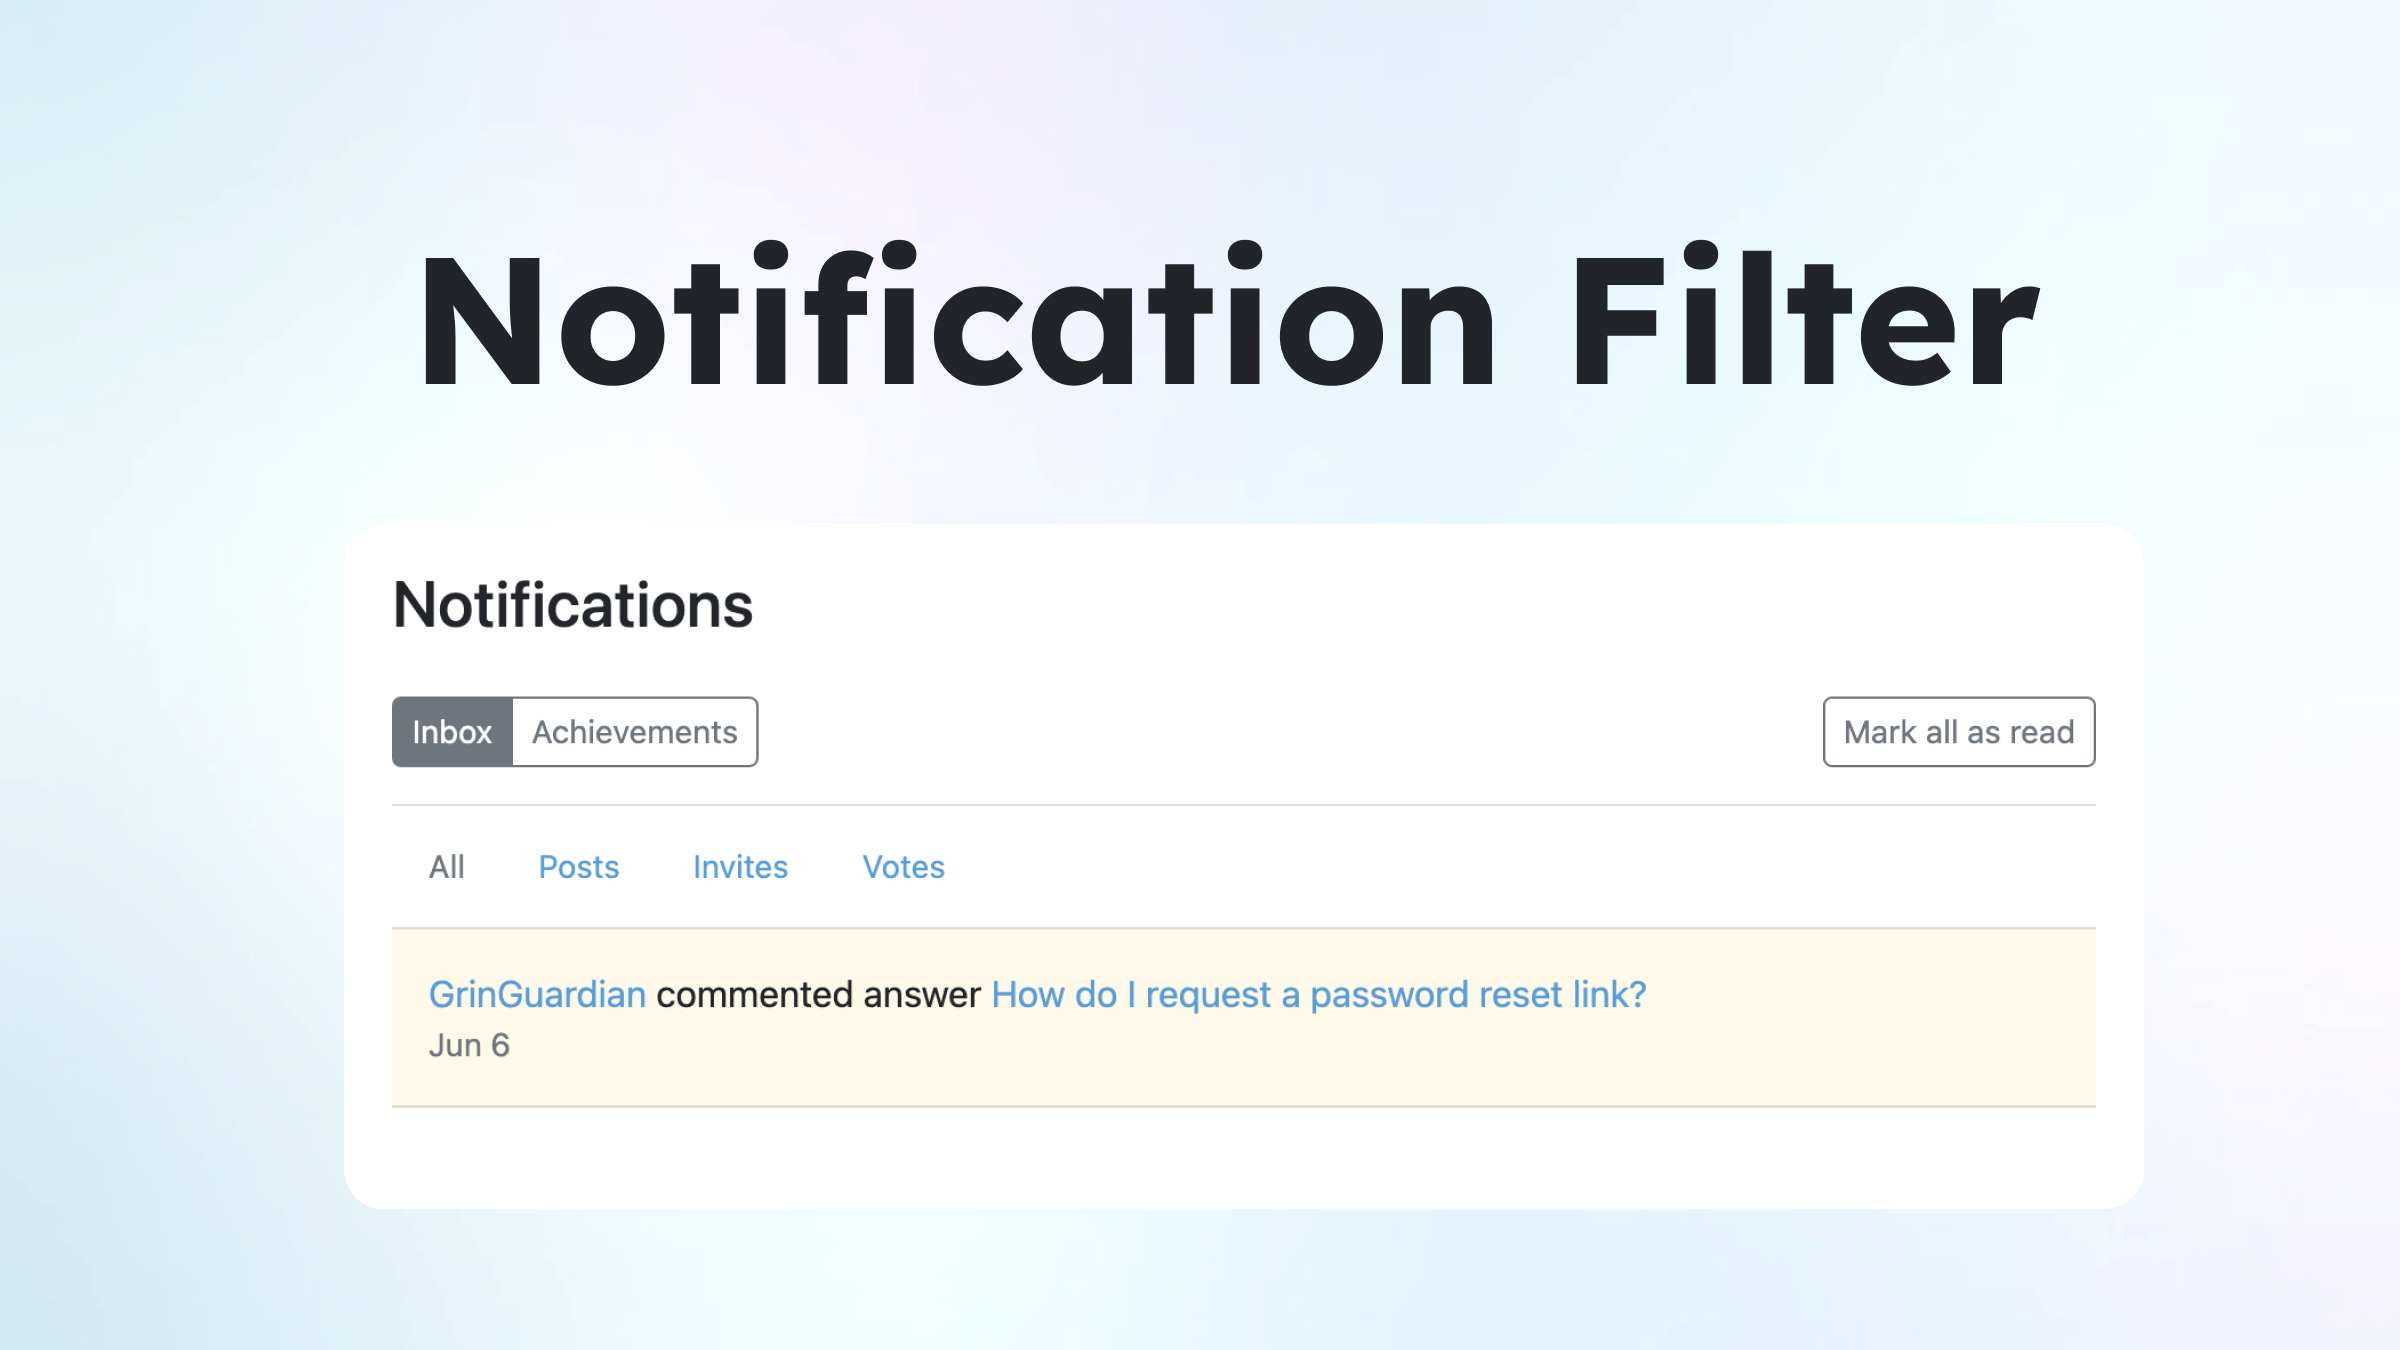 Notification Filter
Notifications
Inbox Achievements Mark all as read
All Posts Invites Votes
GrinGuardian commented answer How do I request a password reset link?
Jun 6